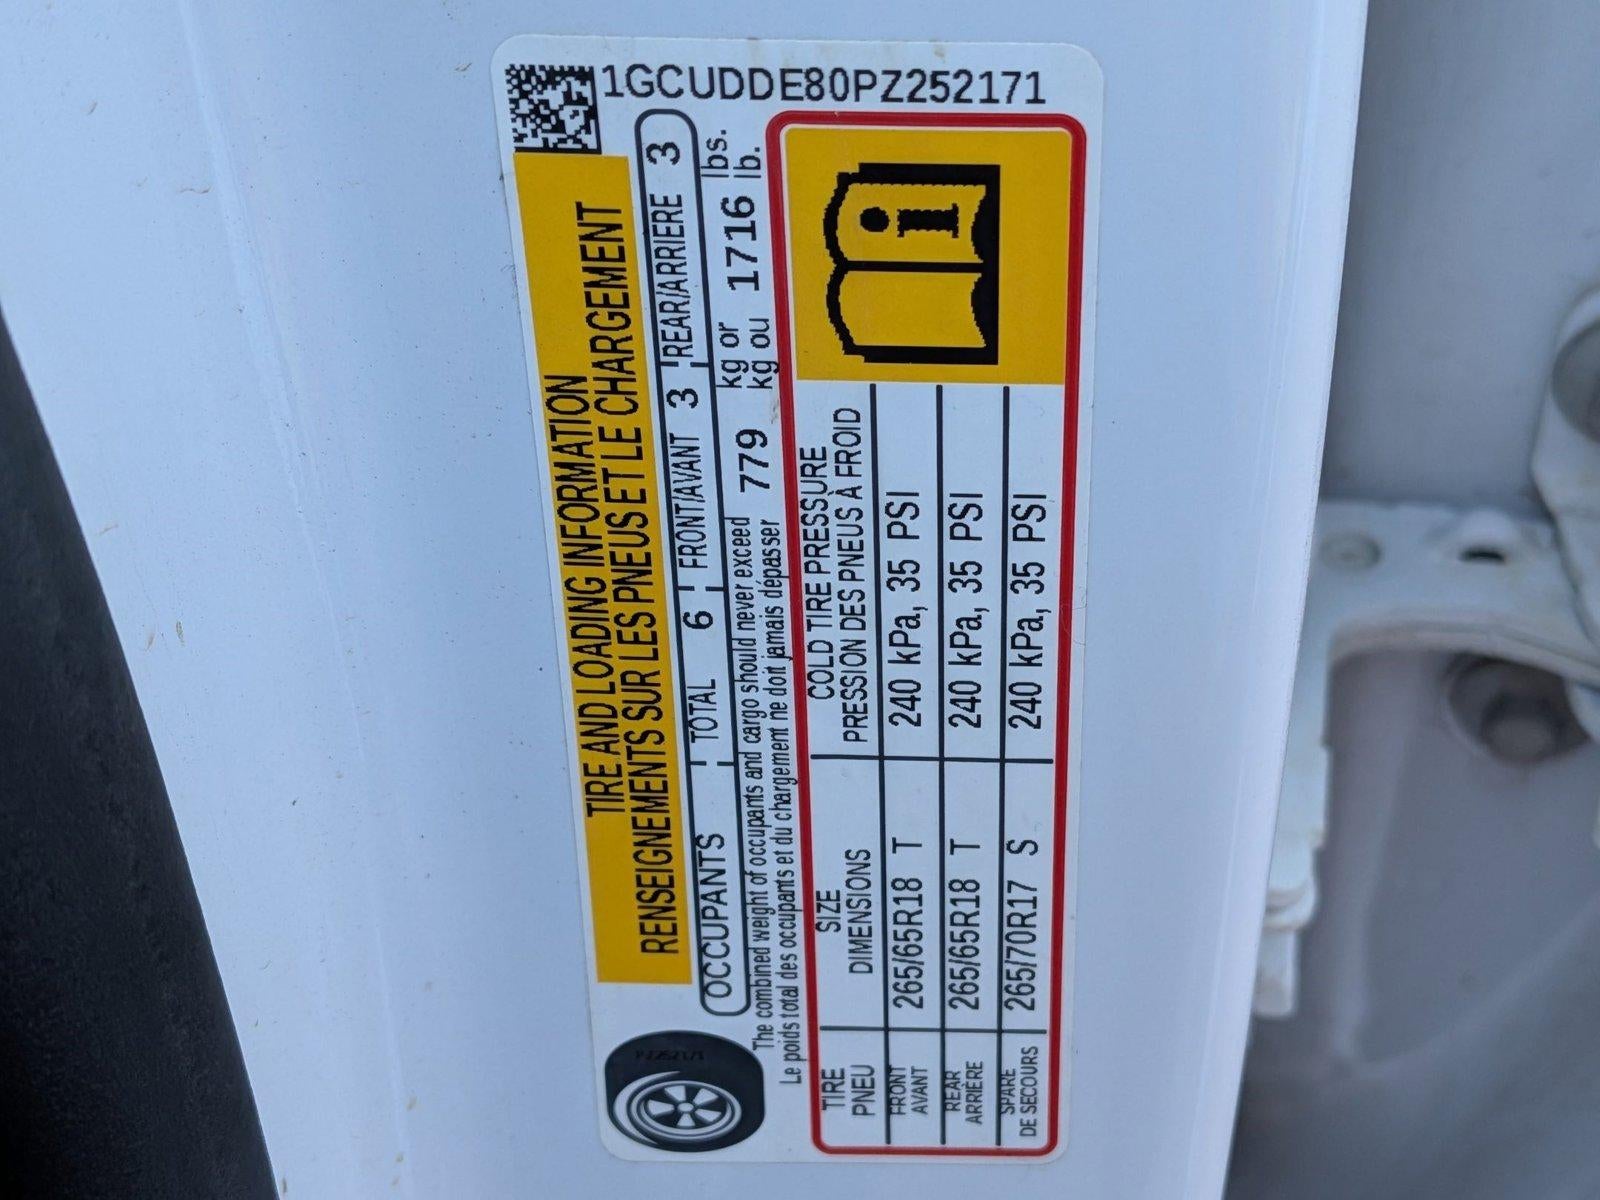 1GCUDDE80PZ252171
TIRE AND LOADING INFORMATION
RENSEIGNEMENTS SUR LES PNEUS ET LE CHARGEMENT
OCCUPANTS TOTAL 6 FRONT/AVANT 3 REAR/ARRIÈRE 3
The combined weight of occupants and cargo should never exceed 779 kg or 1716 lbs.
Le poids total des occupants et du chargement ne doit jamais dépasser kg ou lb.
TIRE SIZE COLD TIRE PRESSURE
PNEU DIMENSIONS PRESSION DES PNEUS À FROID
FRONT
AVANT 265/65R18 T 240 kPa, 35 PSI
REAR
ARRIÈRE 265/65R18 T 240 kPa, 35 PSI
SPARE
DE SECOURS 265/70R17 S 240 kPa, 35 PSI
PZ252171